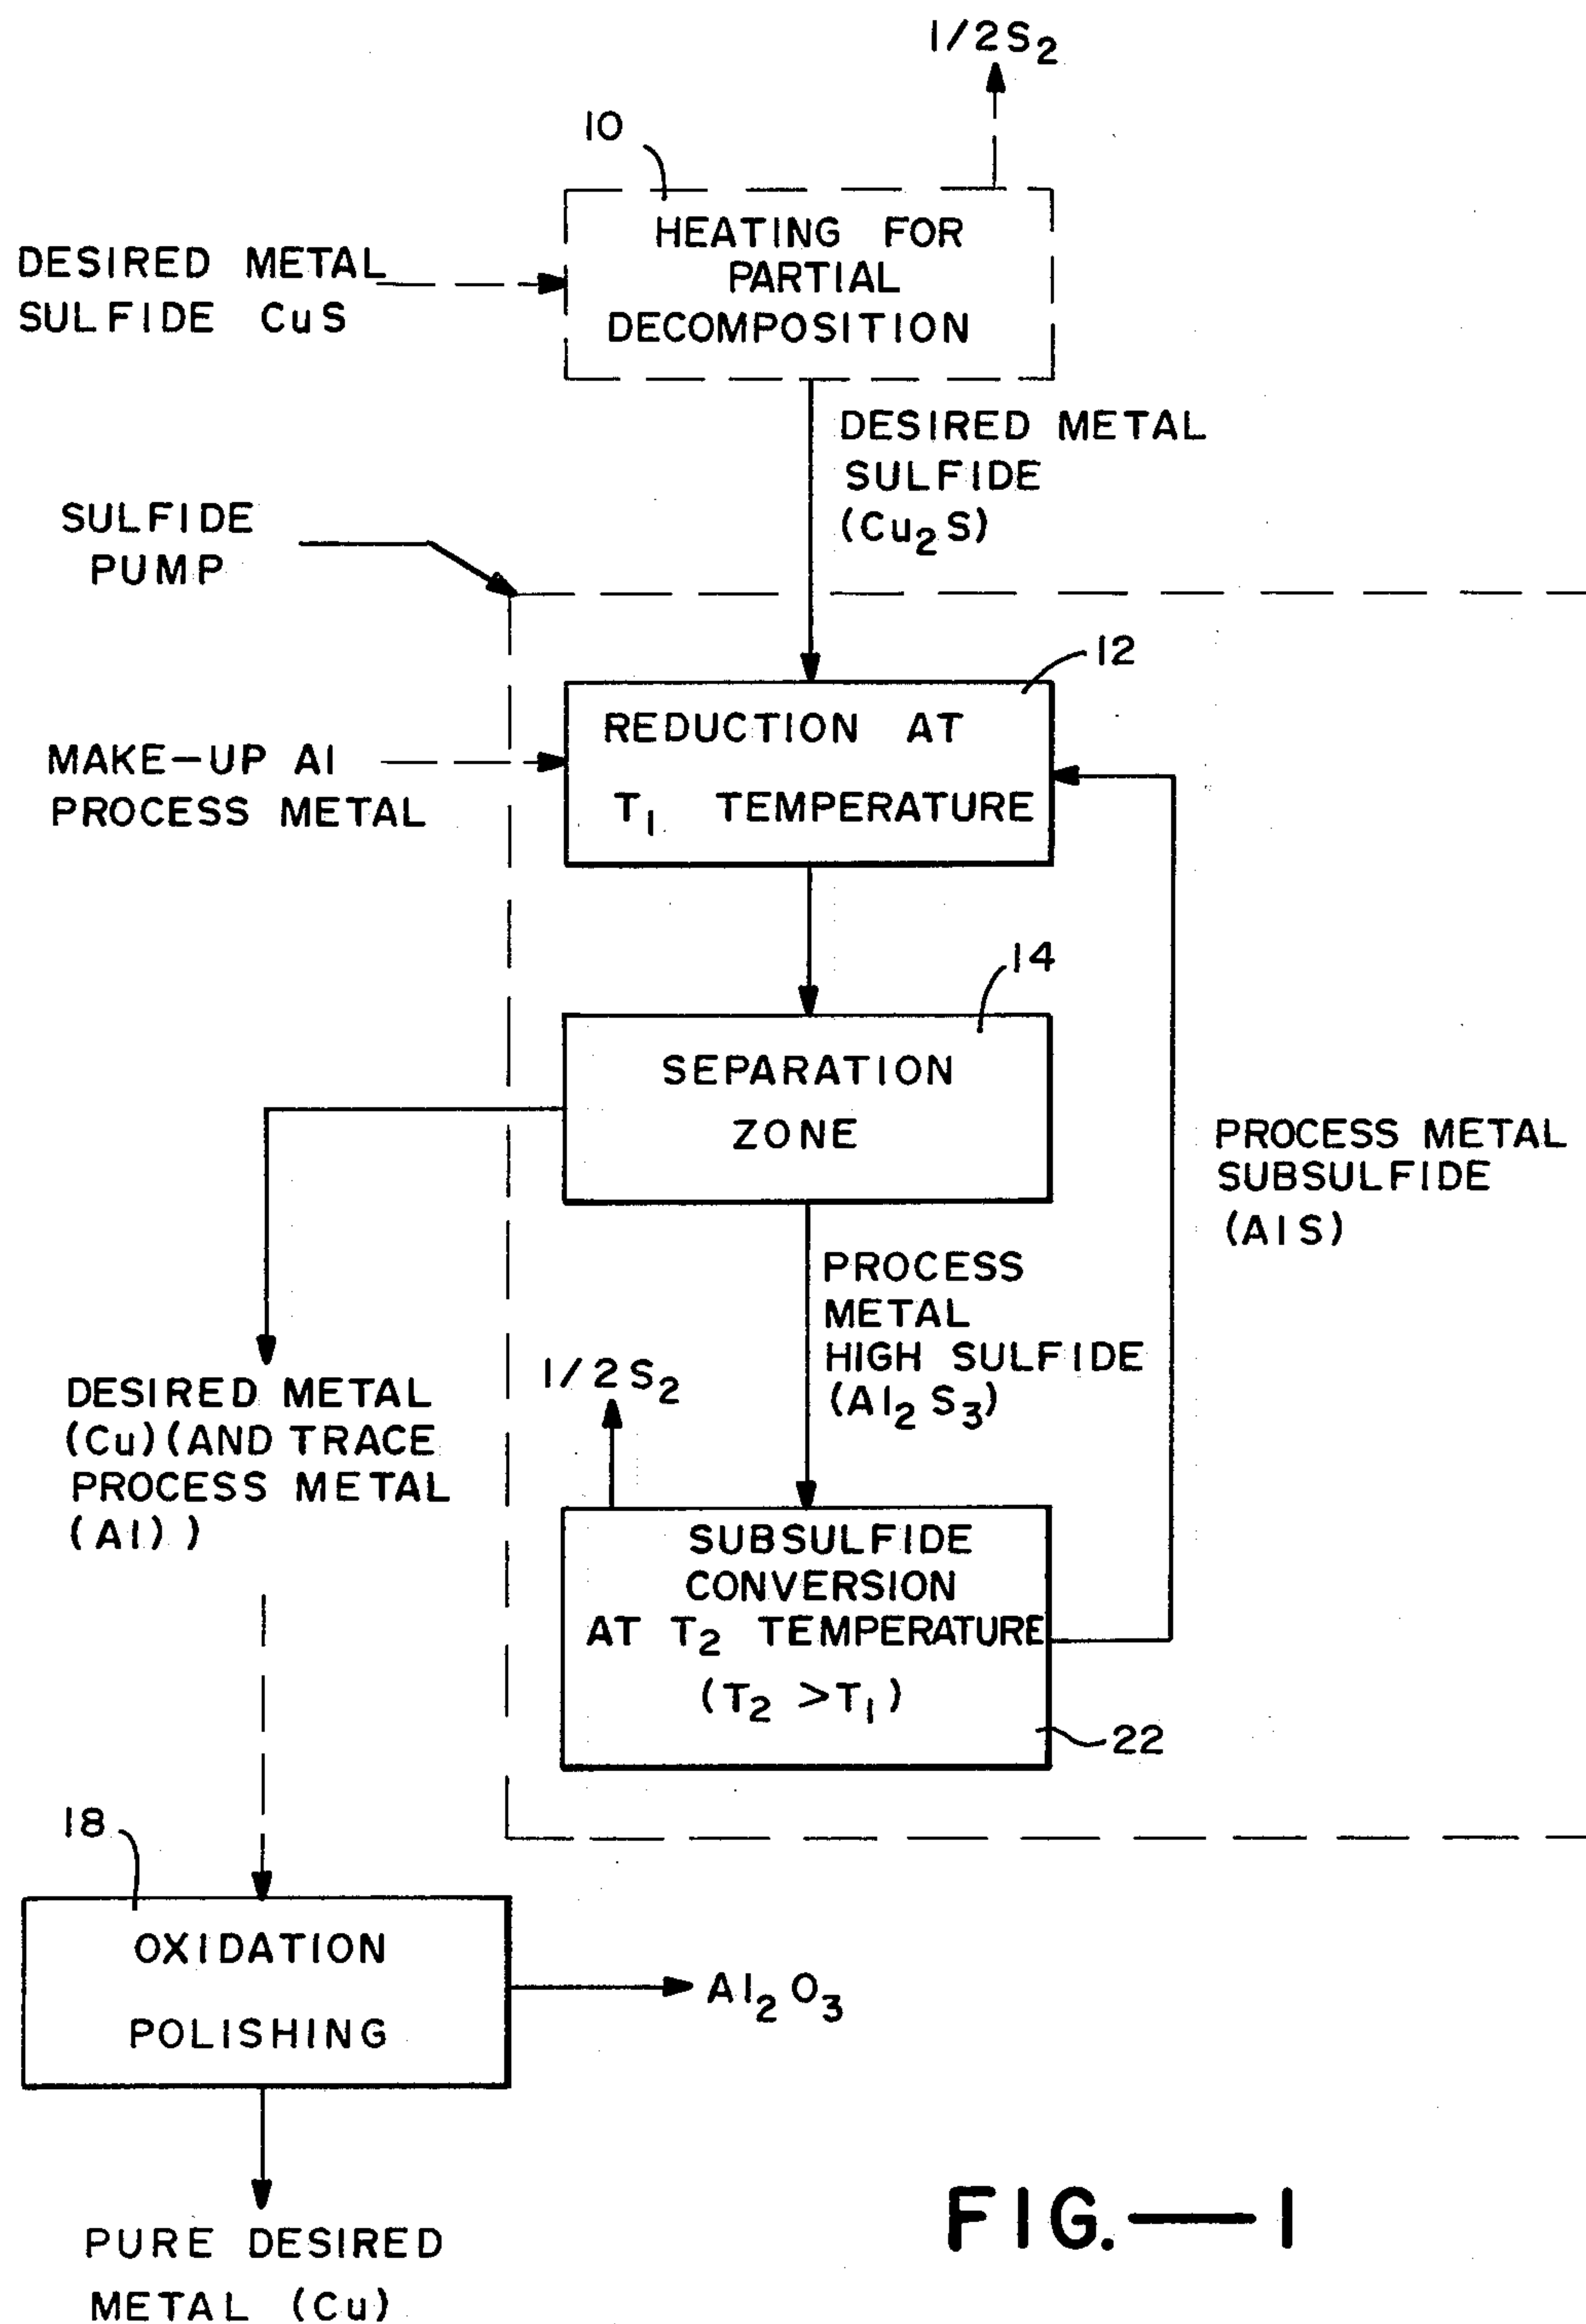 1/2S₂
10
HEATING FOR
PARTIAL
DECOMPOSITION
DESIRED METAL
SULFIDE CuS
DESIRED METAL
SULFIDE
(Cu₂S)
SULFIDE
PUMP
12
REDUCTION AT
T₁ TEMPERATURE
MAKE-UP Al
PROCESS METAL
14
SEPARATION
ZONE
PROCESS METAL
SUBSULFIDE
(AlS)
PROCESS
METAL
HIGH SULFIDE
(Al₂S₃)
1/2S₂
DESIRED METAL
(Cu)(AND TRACE
PROCESS METAL
(Al))
SUBSULFIDE
CONVERSION
AT T₂ TEMPERATURE
(T₂ >T₁)
22
18
OXIDATION
POLISHING
Al₂O₃
PURE DESIRED
METAL (Cu)
FIG.—1